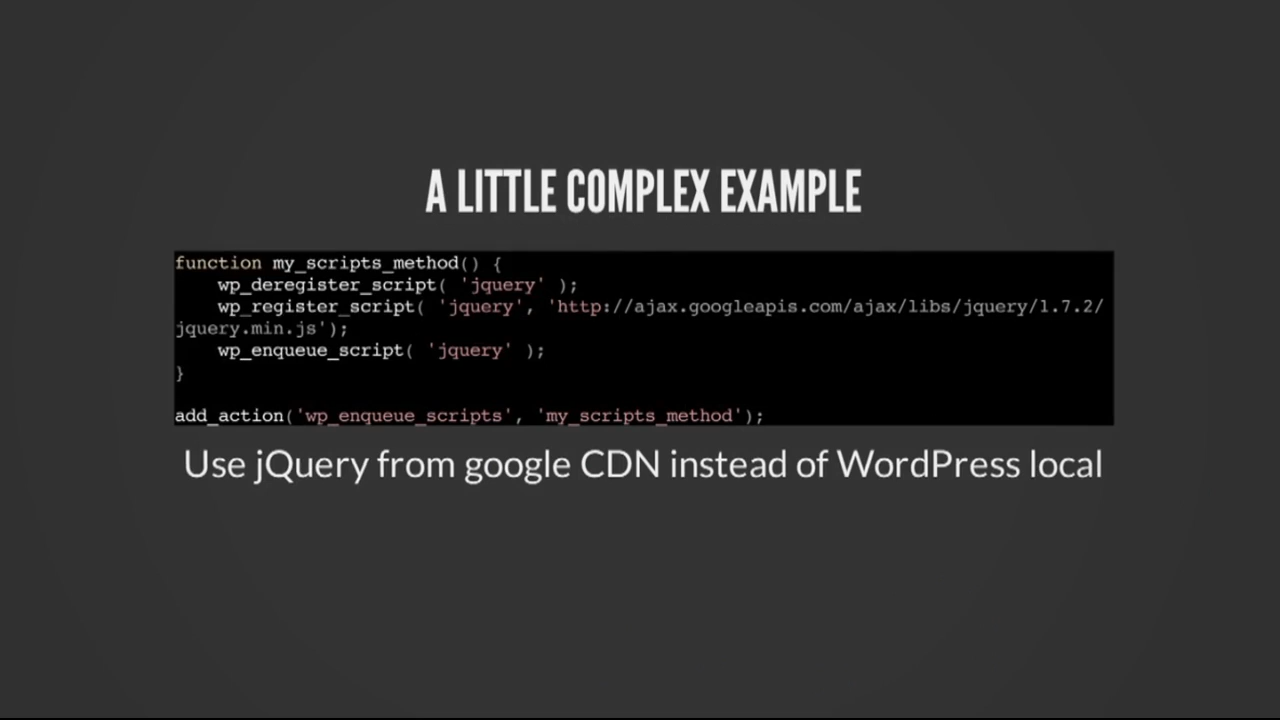 A LITTLE COMPLEX EXAMPLE
function my_scripts_method() {
    wp_deregister_script( 'jquery' );
    wp_register_script( 'jquery', 'http://ajax.googleapis.com/ajax/libs/jquery/1.7.2/
jquery.min.js');
    wp_enqueue_script( 'jquery' );
}
add_action('wp_enqueue_scripts', 'my_scripts_method');
Use jQuery from google CDN instead of WordPress local